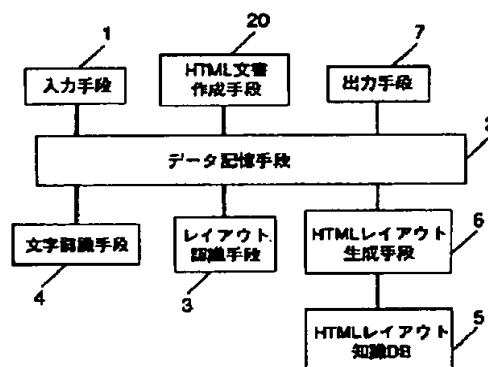 1
20
7
入力手段
HTML文書
作成手段
出力手段
2
データ記憶手段
文字認識手段
レイアウト
認識手段
HTMLレイアウト
生成手段
6
4
3
HTMLレイアウト
知識DB
5